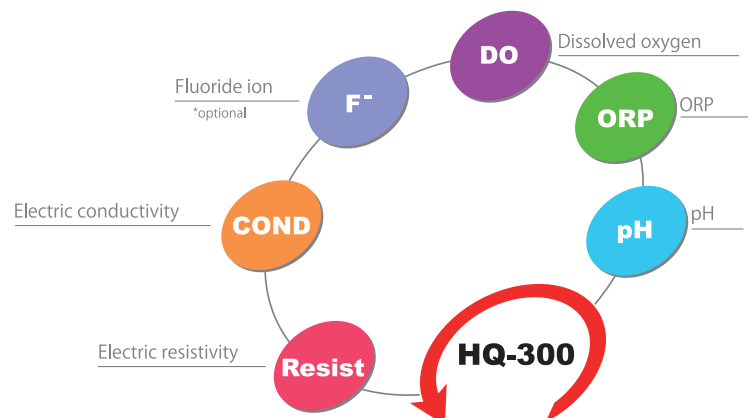 DO
Dissolved oxygen
Fluoride ion
*optional
F⁻
ORP
ORP
Electric conductivity
COND
pH
pH
Electric resistivity
Resist
HQ-300